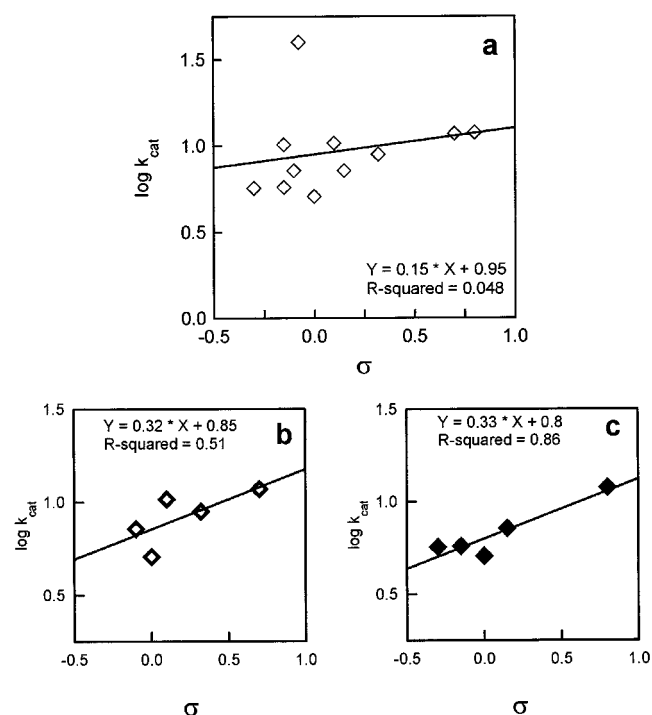 a
1.5
1.0
0.5
0.0
log k_cat
Y = 0.15 * X + 0.95
R-squared = 0.048
-0.5 0.0 0.5 1.0
σ
b
1.5
1.0
0.5
log k_cat
Y = 0.32 * X + 0.85
R-squared = 0.51
-0.5 0.0 0.5 1.0
σ
c
1.5
1.0
0.5
log k_cat
Y = 0.33 * X + 0.8
R-squared = 0.86
-0.5 0.0 0.5 1.0
σ